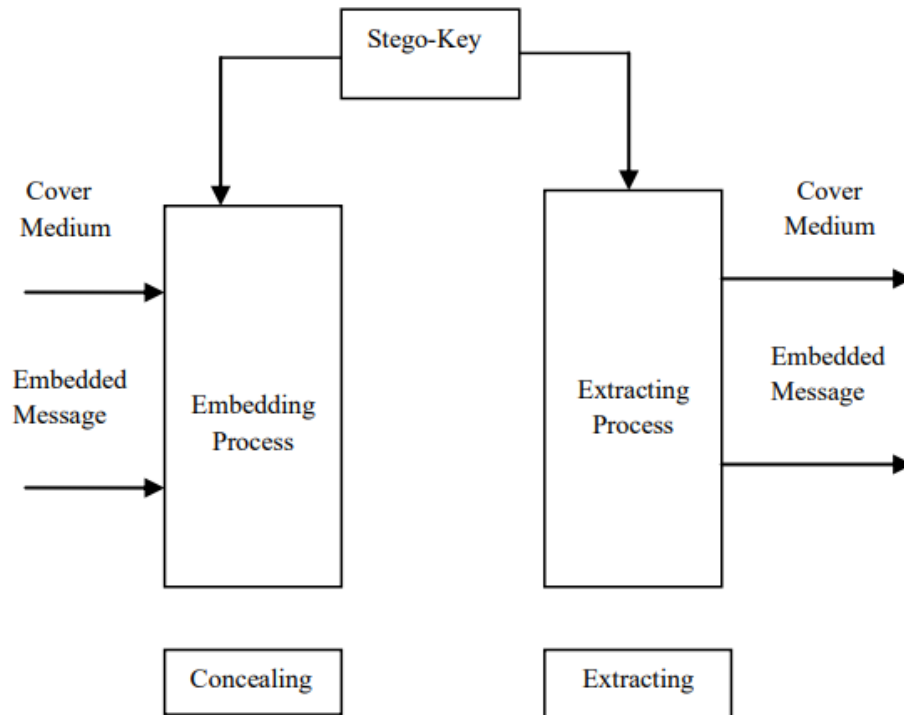 Stego-Key
Cover
Medium
Embedded
Message
Embedding
Process
Extracting
Process
Cover
Medium
Embedded
Message
Concealing
Extracting